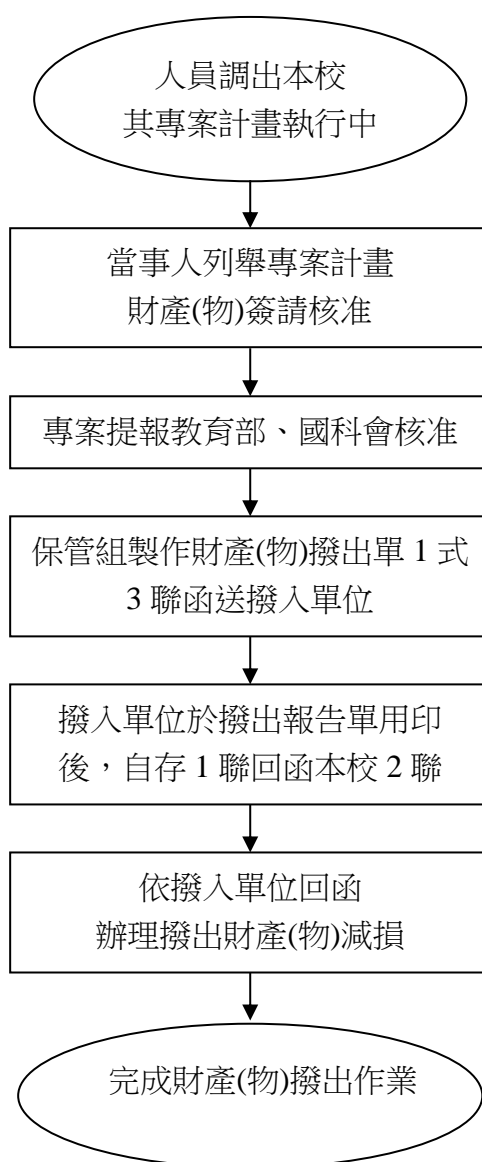 人員調出本校
其專案計畫執行中
當事人列舉專案計畫
財產(物)簽請核准
專案提報教育部、國科會核准
保管組製作財產(物)撥出單 1 式
3 聯函送撥入單位
撥入單位於撥出報告單用印
後，自存 1 聯回函本校 2 聯
依撥入單位回函
辦理撥出財產(物)減損
完成財產(物)撥出作業